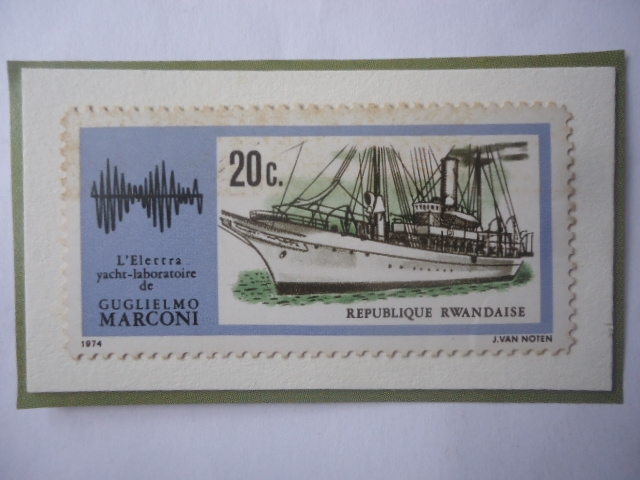 20c.
L'Elettra
yacht-laboratoire
de
GUGLIELMO
MARCONI
REPUBLIQUE RWANDAISE
1974
J. VAN NOTEN